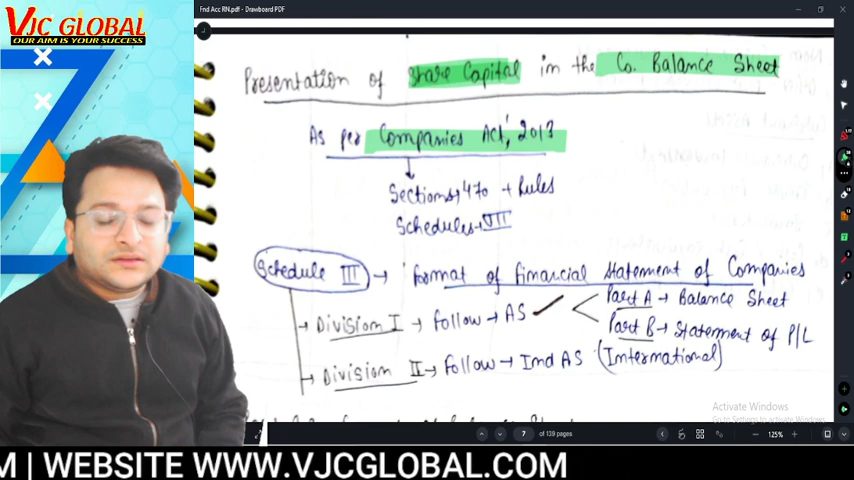 VJC GLOBAL
OUR AIM IS YOUR SUCCESS
Fnd Acc RN.pdf - Drawboard PDF
Presentation of Share Capital in the Co. Balance Sheet
As per Companies Act', 2013
Sections → 470 + Rules
Schedules → VII
Schedule III → Format of Financial Statement of Companies
→ Division I → Follow → AS
Part A → Balance Sheet
Part B → Statement of P/L
→ Division II → Follow → Ind AS (International)
Activate Windows
Go to Settings to activate Windows
7 of 139 pages
125%
M | WEBSITE WWW.VJCGLOBAL.COM